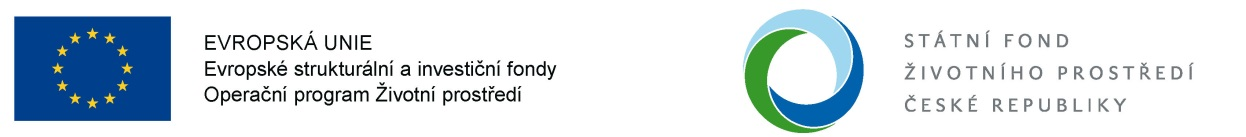 EVROPSKÁ UNIE
Evropské strukturální a investiční fondy
Operační program Životní prostředí
STÁTNÍ FOND
ŽIVOTNÍHO PROSTŘEDÍ
ČESKÉ REPUBLIKY